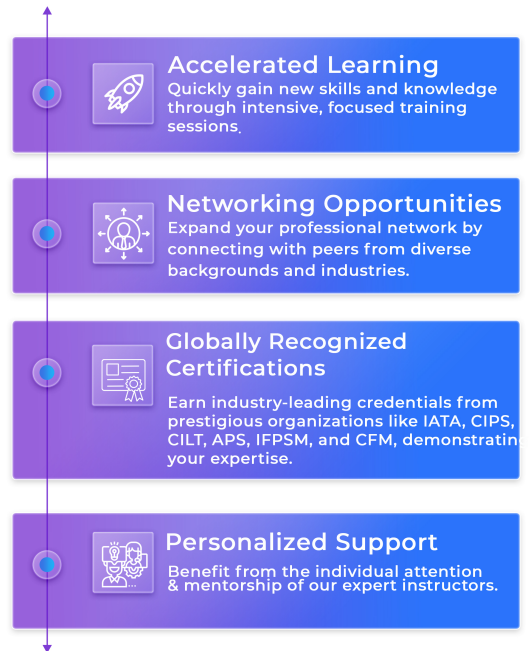 Accelerated Learning
Quickly gain new skills and knowledge
through intensive, focused training
sessions.
Networking Opportunities
Expand your professional network by
connecting with peers from diverse
backgrounds and industries.
Globally Recognized
Certifications
Earn industry-leading credentials from
prestigious organizations like IATA, CIPS,
CILT, APS, IFPSM, and CFM, demonstratin
your expertise.
Personalized Support
Benefit from the individual attention
& mentorship of our expert instructors.